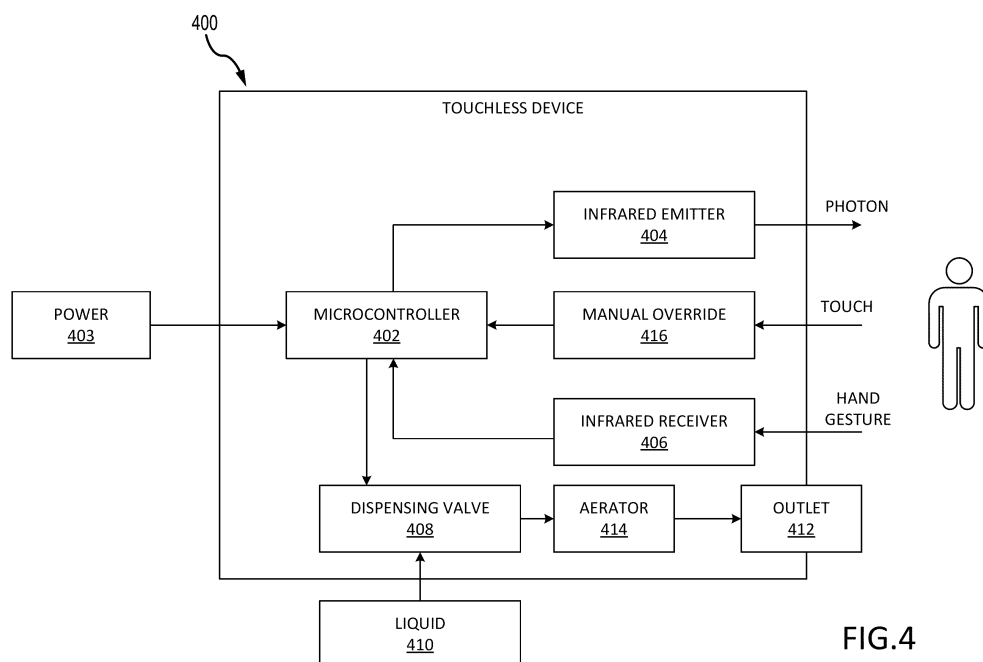 400
TOUCHLESS DEVICE
INFRARED EMITTER
404
PHOTON
POWER
403
MICROCONTROLLER
402
MANUAL OVERRIDE
416
TOUCH
INFRARED RECEIVER
406
HAND
GESTURE
DISPENSING VALVE
408
AERATOR
414
OUTLET
412
LIQUID
410
FIG.4